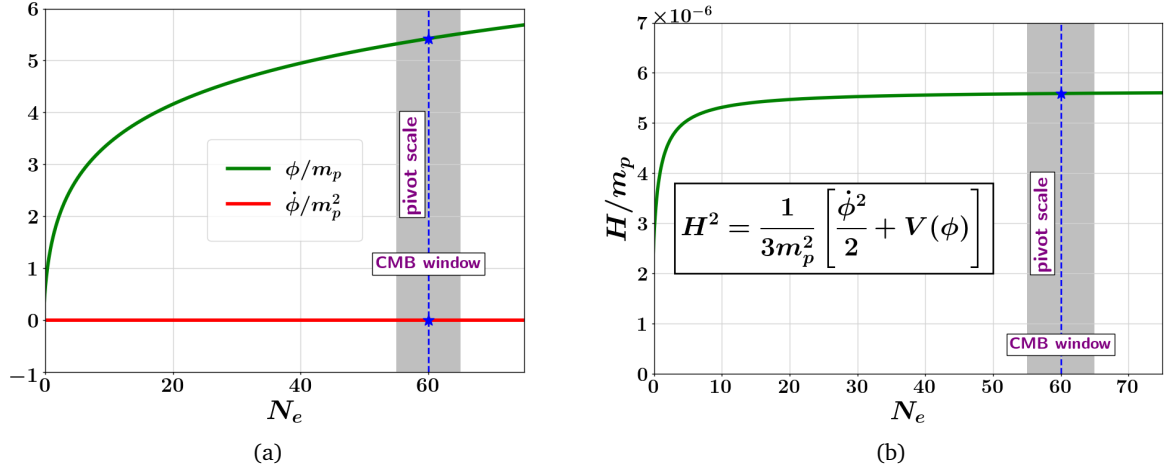 6
5
4
3
2
1
0
−1
0
20
40
60
N_e
ϕ/m_p
ϕ̇/m_p^2
pivot scale
CMB window
(a)
7
×10^−6
6
5
4
3
2
1
0
0
10
20
30
40
50
60
70
N_e
H/m_p
H^2 = 1/(3m_p^2) [ϕ̇^2/2 + V(ϕ)]
pivot scale
CMB window
(b)